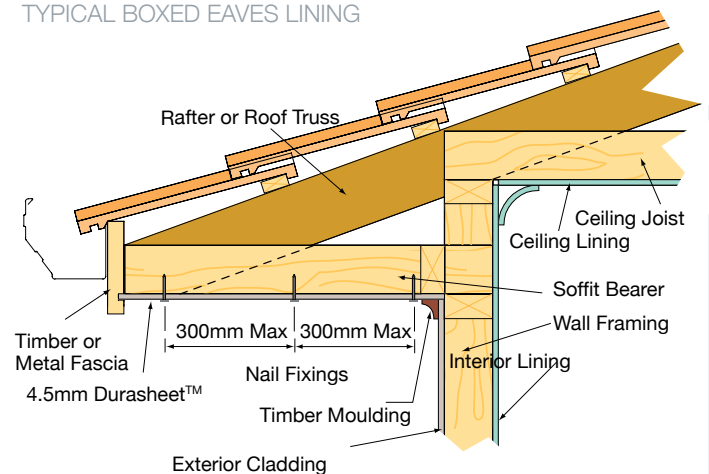 TYPICAL BOXED EAVES LINING
Rafter or Roof Truss
Ceiling Joist
Ceiling Lining
Soffit Bearer
Wall Framing
300mm Max
300mm Max
Interior Lining
Timber or
Metal Fascia
Nail Fixings
4.5mm Durasheet™
Timber Moulding
Exterior Cladding